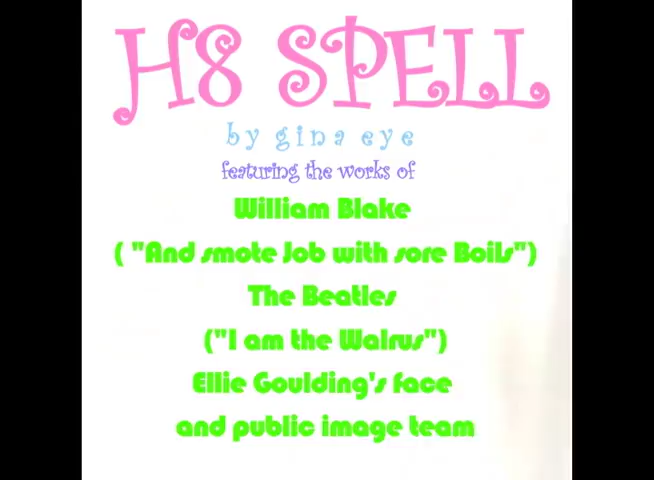 H8 SPELL
by gina eye
featuring the works of
William Blake
( "And smote Job with sore Boils")
The Beatles
("I am the Walrus")
Ellie Goulding's face
and public image team